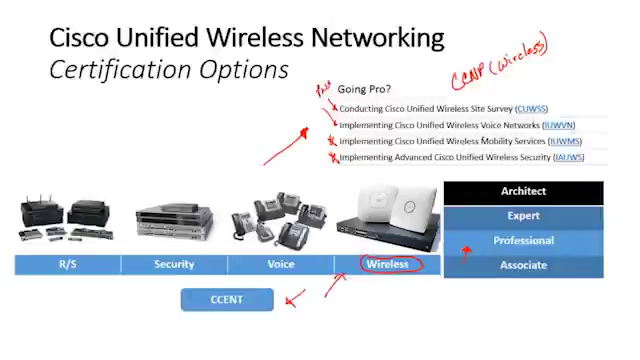 Cisco Unified Wireless Networking
Certification Options
CCNP (Wireless)
Going Pro?
Conducting Cisco Unified Wireless Site Survey (CUWSS)
Implementing Cisco Unified Wireless Voice Networks (IUWVN)
Implementing Cisco Unified Wireless Mobility Services (IUWMS)
Implementing Advanced Cisco Unified Wireless Security (IAUWS)
Architect
Expert
Professional
Associate
R/S
Security
Voice
Wireless
CCENT